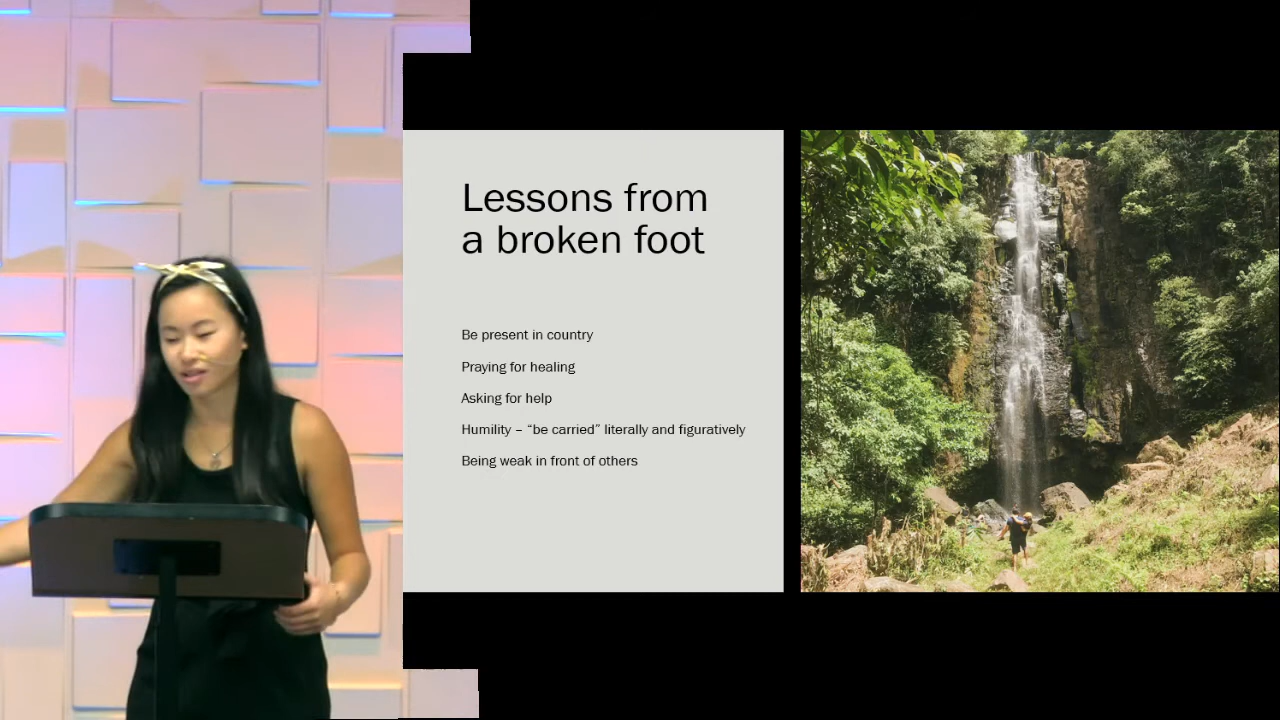 Lessons from
a broken foot
Be present in country
Praying for healing
Asking for help
Humility – “be carried” literally and figuratively
Being weak in front of others